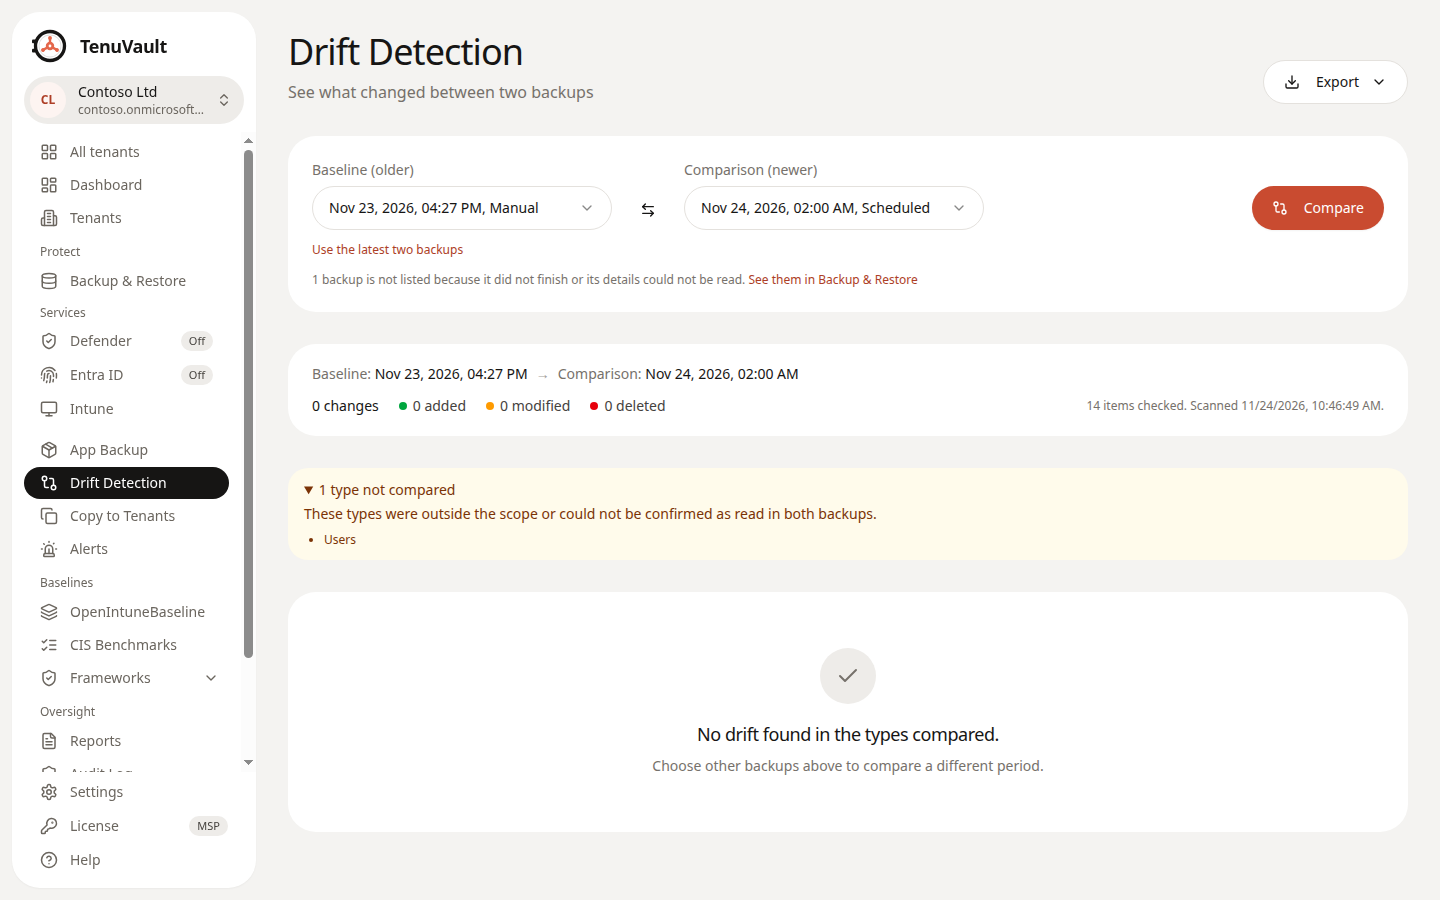 TenuVault
CL
Contoso Ltd
contoso.onmicrosoft...
All tenants
Dashboard
Tenants
Protect
Backup & Restore
Services
Defender
Off
Entra ID
Off
Intune
App Backup
Drift Detection
Copy to Tenants
Alerts
Baselines
OpenIntuneBaseline
CIS Benchmarks
Frameworks
Oversight
Reports
Audit Log
Settings
License
MSP
Help
Drift Detection
See what changed between two backups
Export
Baseline (older)
Nov 23, 2026, 04:27 PM, Manual
Comparison (newer)
Nov 24, 2026, 02:00 AM, Scheduled
Compare
Use the latest two backups
1 backup is not listed because it did not finish or its details could not be read. See them in Backup & Restore
Baseline: Nov 23, 2026, 04:27 PM → Comparison: Nov 24, 2026, 02:00 AM
0 changes
0 added
0 modified
0 deleted
14 items checked. Scanned 11/24/2026, 10:46:49 AM.
▼ 1 type not compared
These types were outside the scope or could not be confirmed as read in both backups.
• Users
No drift found in the types compared.
Choose other backups above to compare a different period.